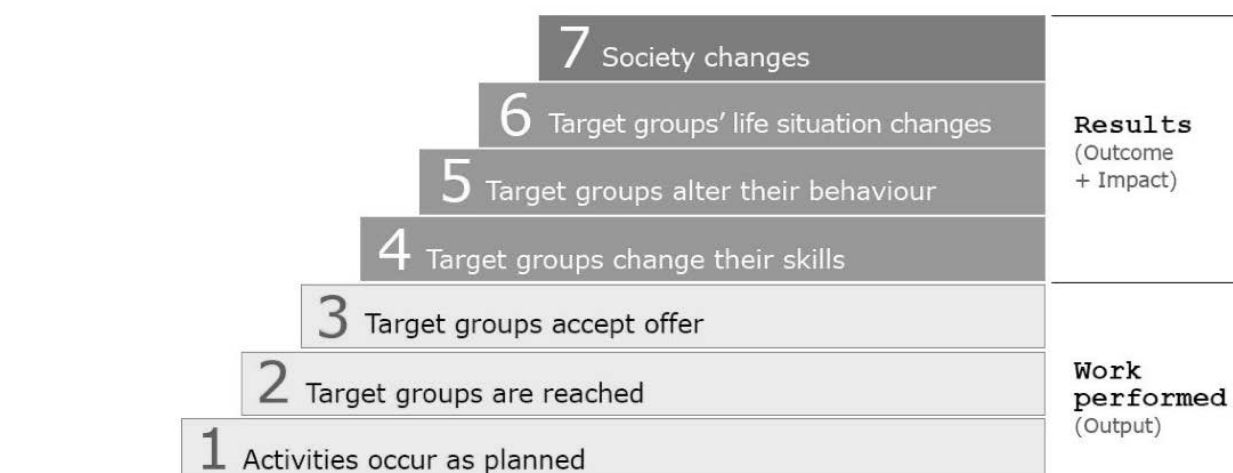 7 Society changes
6 Target groups' life situation changes
5 Target groups alter their behaviour
4 Target groups change their skills
3 Target groups accept offer
2 Target groups are reached
1 Activities occur as planned
Results
(Outcome
+ Impact)
Work
performed
(Output)